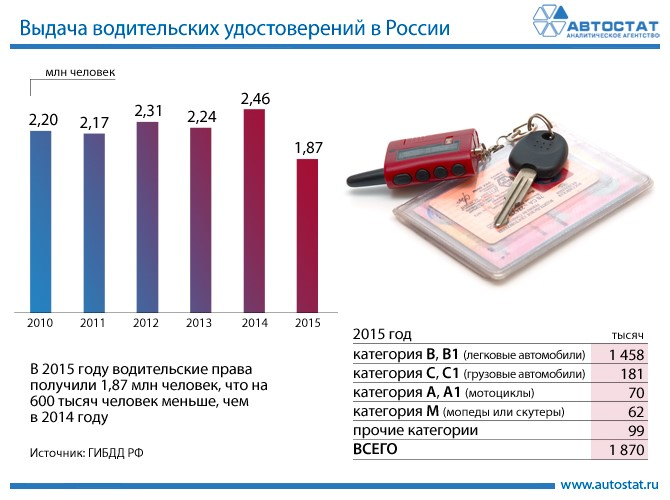 Выдача водительских удостоверений в России
АВТОСТАТ
АНАЛИТИЧЕСКОЕ АГЕНТСТВО
млн человек
2,20
2,17
2,31
2,24
2,46
1,87
2010
2011
2012
2013
2014
2015
В 2015 году водительские права
получили 1,87 млн человек, что на
600 тысяч человек меньше, чем
в 2014 году
Источник: ГИБДД РФ
2015 год тысяч
категория B, B1 (легковые автомобили) 1 458
категория C, C1 (грузовые автомобили) 181
категория A, A1 (мотоциклы) 70
категория M (мопеды или скутеры) 62
прочие категории 99
ВСЕГО 1 870
www.autostat.ru